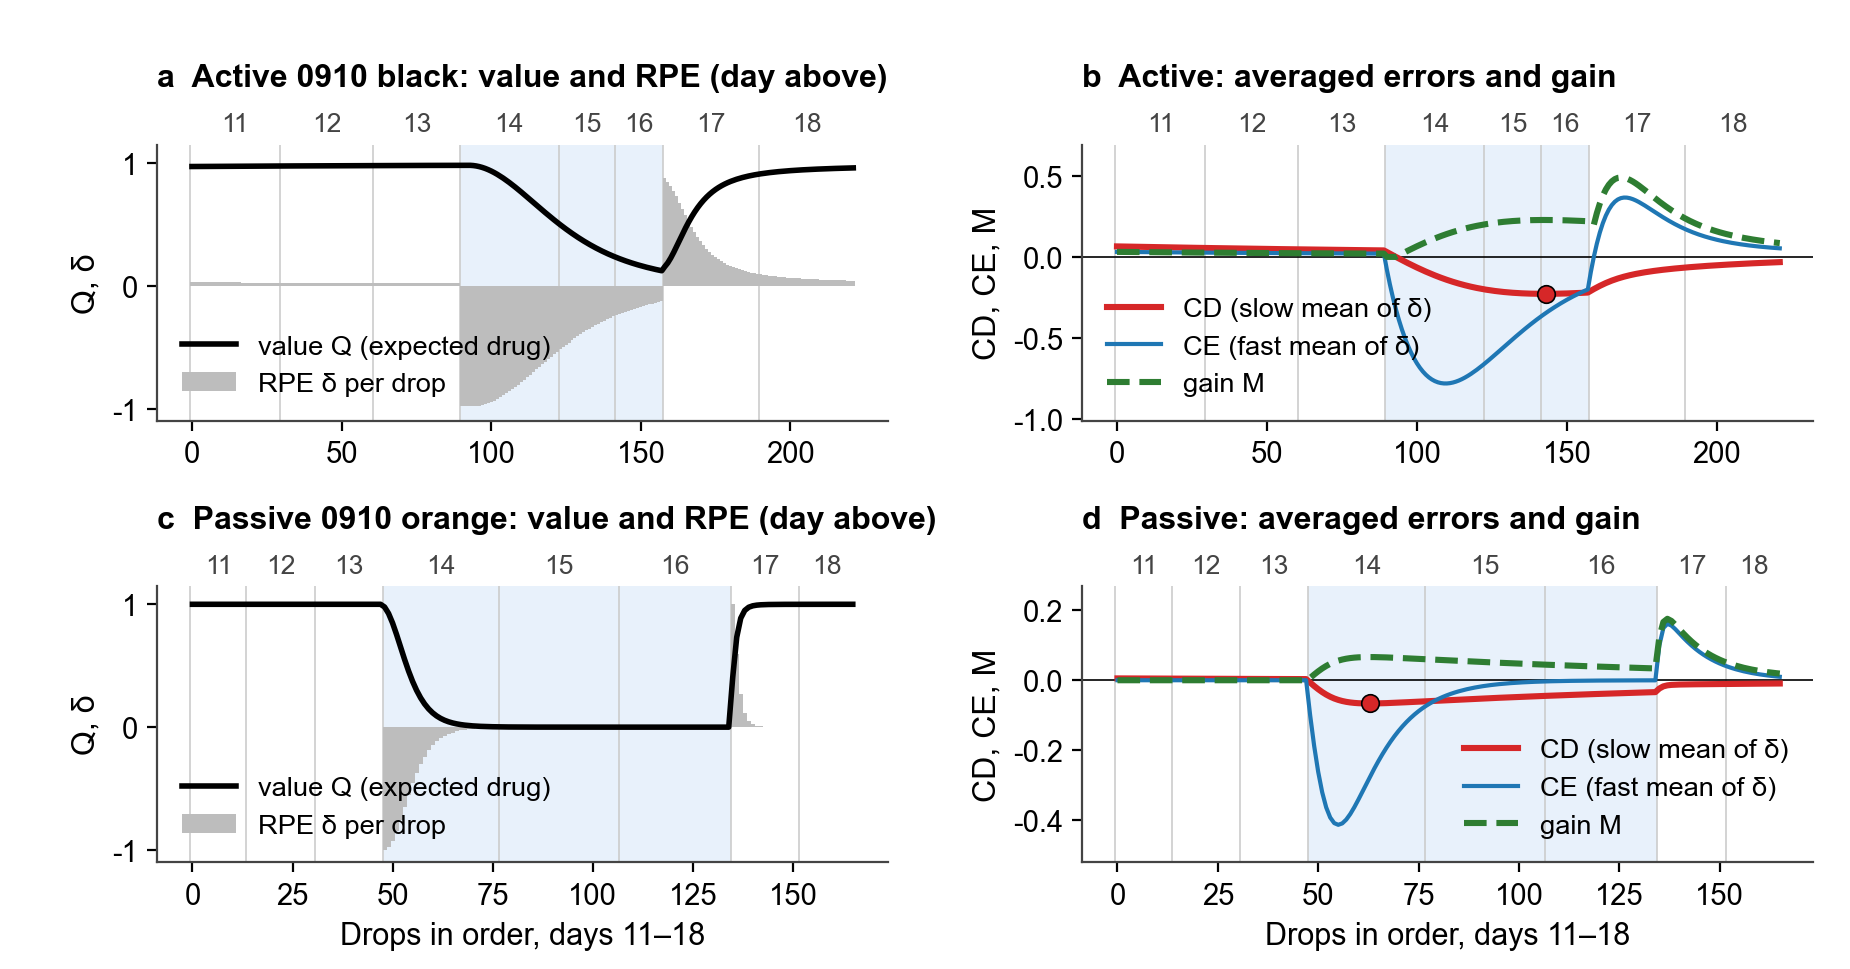 a Active 0910 black: value and RPE (day above)
11 12 13 14 15 16 17 18
1
0
-1
Q, δ
value Q (expected drug)
RPE δ per drop
0 50 100 150 200
b Active: averaged errors and gain
11 12 13 14 15 16 17 18
0.5
0.0
-0.5
-1.0
CD, CE, M
CD (slow mean of δ)
CE (fast mean of δ)
gain M
0 50 100 150 200
c Passive 0910 orange: value and RPE (day above)
11 12 13 14 15 16 17 18
1
0
-1
Q, δ
value Q (expected drug)
RPE δ per drop
0 25 50 75 100 125 150
Drops in order, days 11–18
d Passive: averaged errors and gain
11 12 13 14 15 16 17 18
0.2
0.0
-0.2
-0.4
CD, CE, M
CD (slow mean of δ)
CE (fast mean of δ)
gain M
0 25 50 75 100 125 150
Drops in order, days 11–18